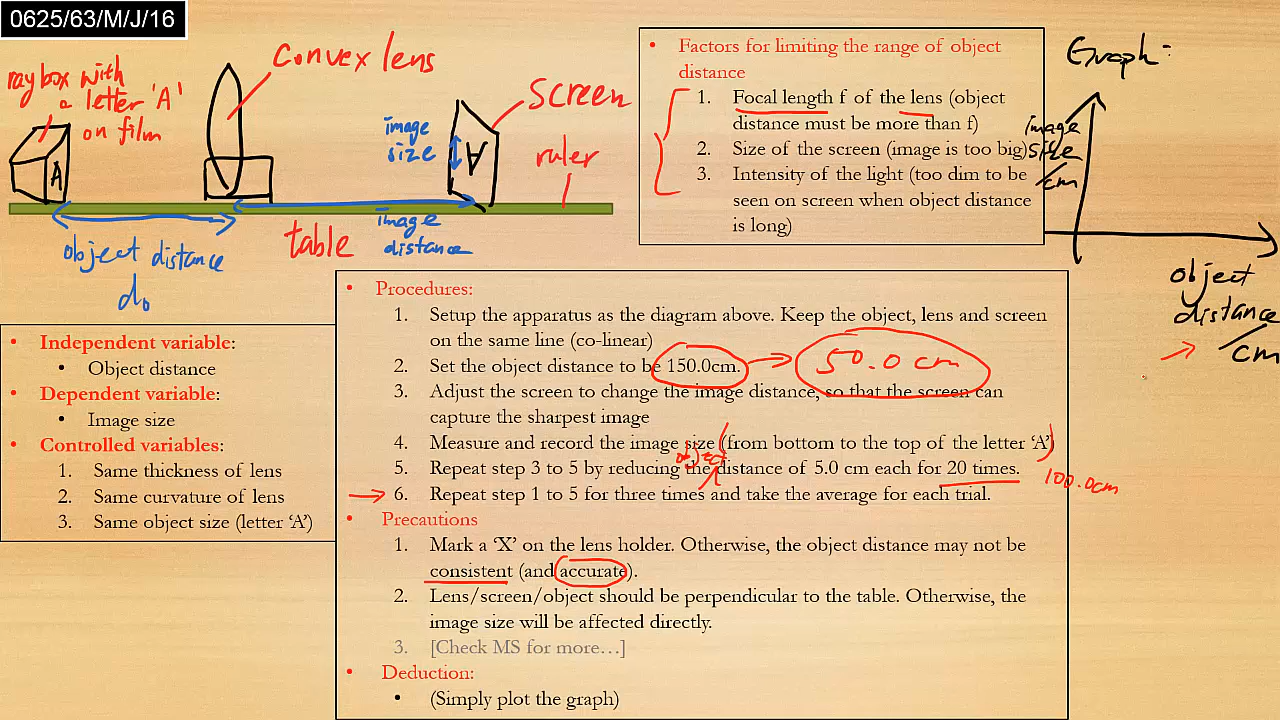 0625/63/M/J/16
ray box with
a letter 'A'
on film
A
convex lens
image
size
A
screen
ruler
object distance
do
table
image
distance
• Factors for limiting the range of object
distance
1. Focal length f of the lens (object
distance must be more than f)
2. Size of the screen (image is too big)
3. Intensity of the light (too dim to be
seen on screen when object distance
is long)
Graph:
image
size
/cm
object
distance
/cm
• Independent variable:
• Object distance
• Dependent variable:
• Image size
• Controlled variables:
1. Same thickness of lens
2. Same curvature of lens
3. Same object size (letter ‘A’)
• Procedures:
1. Setup the apparatus as the diagram above. Keep the object, lens and screen
on the same line (co-linear)
2. Set the object distance to be 150.0cm. → 50.0 cm
3. Adjust the screen to change the image distance, so that the screen can
capture the sharpest image
4. Measure and record the image size (from bottom to the top of the letter ‘A’)
object
5. Repeat step 3 to 5 by reducing the distance of 5.0 cm each for 20 times.
100.0cm
6. Repeat step 1 to 5 for three times and take the average for each trial.
• Precautions
1. Mark a ‘X’ on the lens holder. Otherwise, the object distance may not be
consistent (and accurate).
2. Lens/screen/object should be perpendicular to the table. Otherwise, the
image size will be affected directly.
3. [Check MS for more…]
• Deduction:
• (Simply plot the graph)